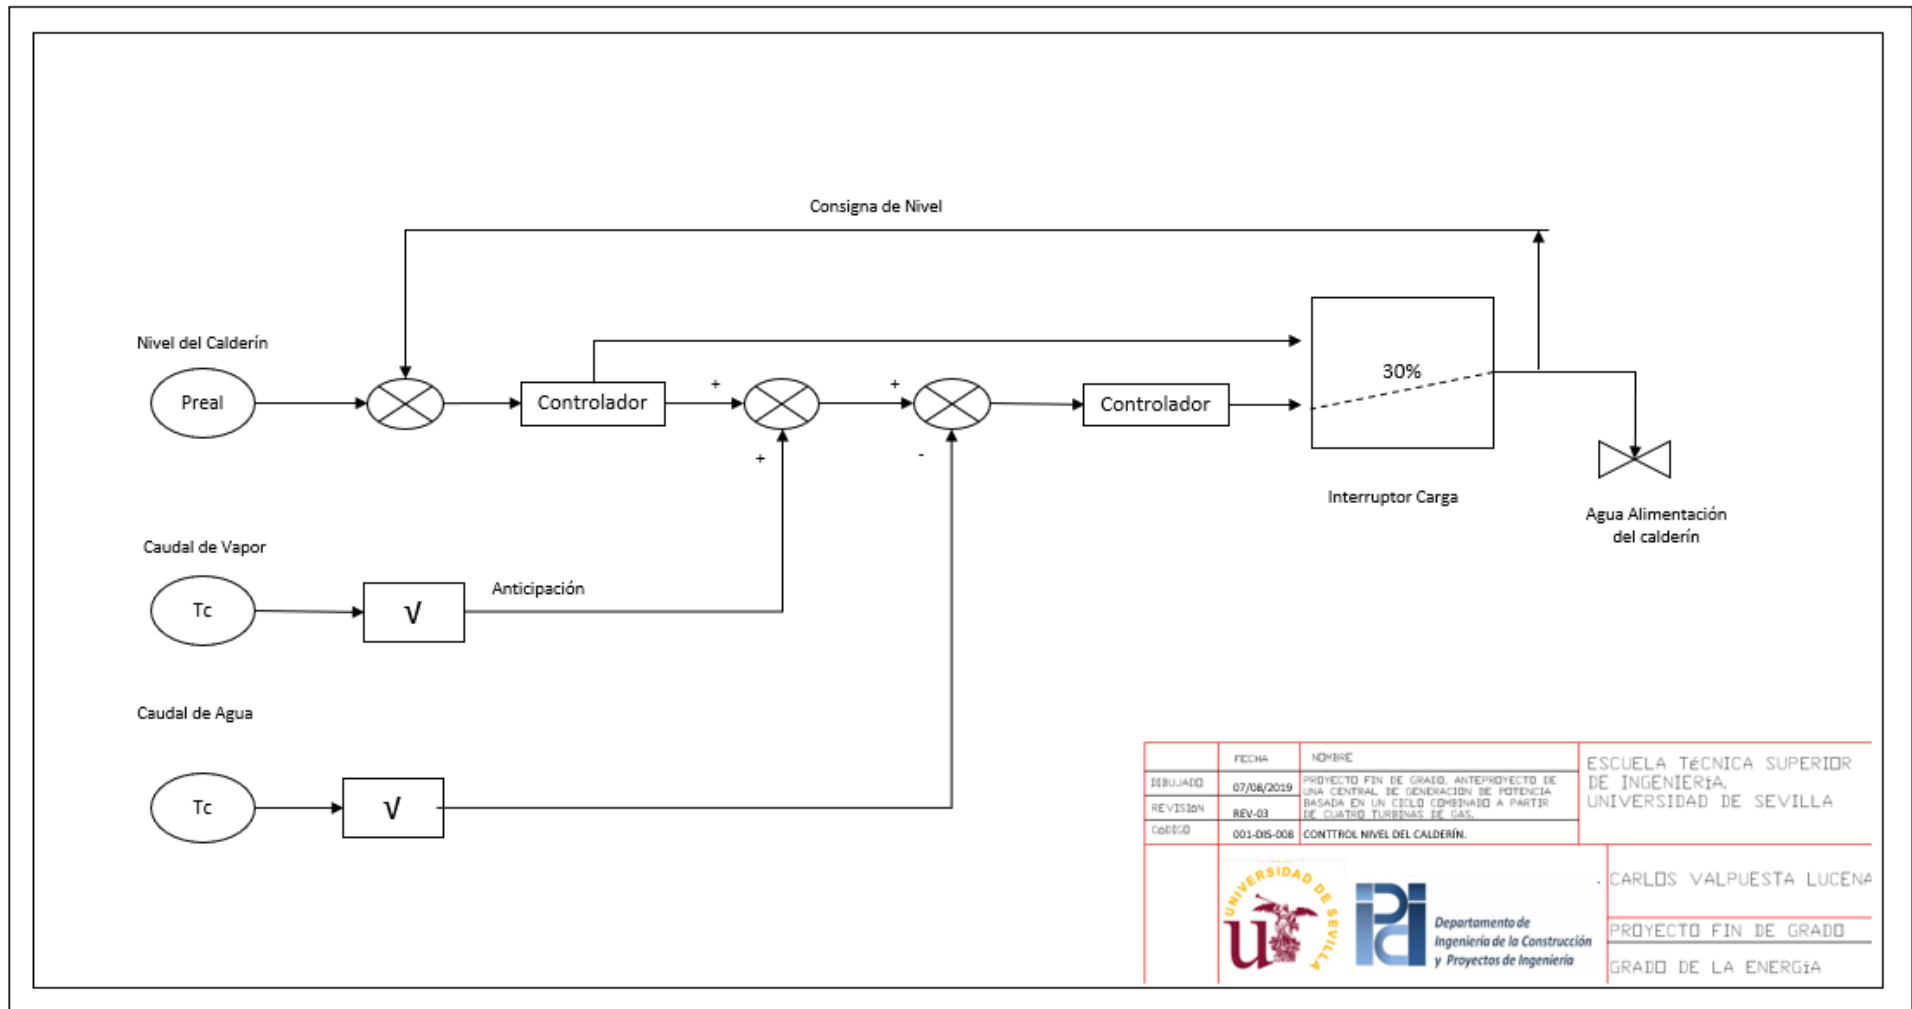 Consigna de Nivel
Nivel del Calderín
Preal
Controlador
+
+
+
-
Controlador
30%
Interruptor Carga
Agua Alimentación
del calderín
Caudal de Vapor
Tc
√
Anticipación
Caudal de Agua
Tc
√
FECHA
NOMBRE
DIBUJADO
07/08/2019
PROYECTO FIN DE GRADO. ANTEPROYECTO DE
UNA CENTRAL DE GENERACIÓN DE POTENCIA
BASADA EN UN CICLO COMBINADO A PARTIR
DE CUATRO TURBINAS DE GAS.
REVISIÓN
REV-03
CóDIGO
001-DIS-008
CONTTROL NIVEL DEL CALDERÍN.
ESCUELA TéCNICA SUPERIOR
DE INGENIERíA.
UNIVERSIDAD DE SEVILLA
UNIVERSIDAD DE SEVILLA
Departamento de
Ingeniería de la Construcción
y Proyectos de Ingeniería
CARLOS VALPUESTA LUCENA
PROYECTO FIN DE GRADO
GRADO DE LA ENERGíA